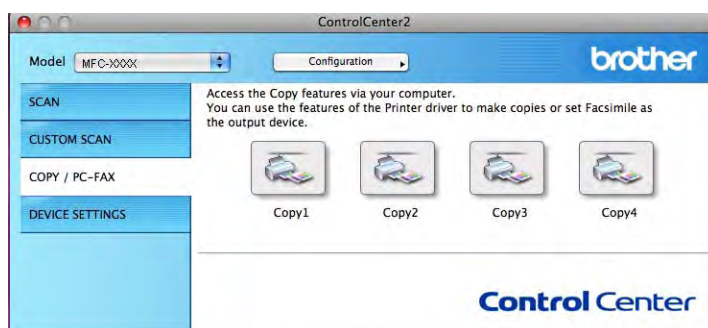 ControlCenter2
Model MFC-XXXX Configuration brother
SCAN
CUSTOM SCAN
COPY / PC-FAX
DEVICE SETTINGS
Access the Copy features via your computer.
You can use the features of the Printer driver to make copies or set Facsimile as
the output device.
Copy1 Copy2 Copy3 Copy4
Control Center